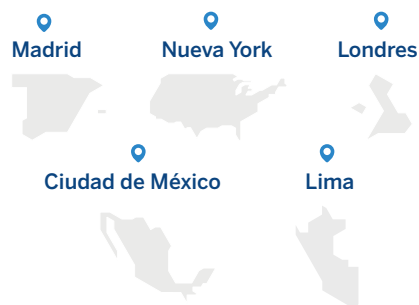 Madrid
Nueva York
Londres
Ciudad de México
Lima